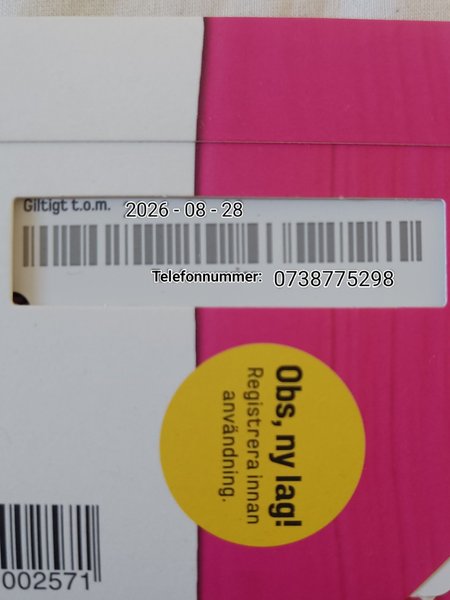 Giltigt t.o.m. 2026-08-28
Telefonnummer: 0738775298
Obs, ny lag!
Registrera innan
användning.
002571